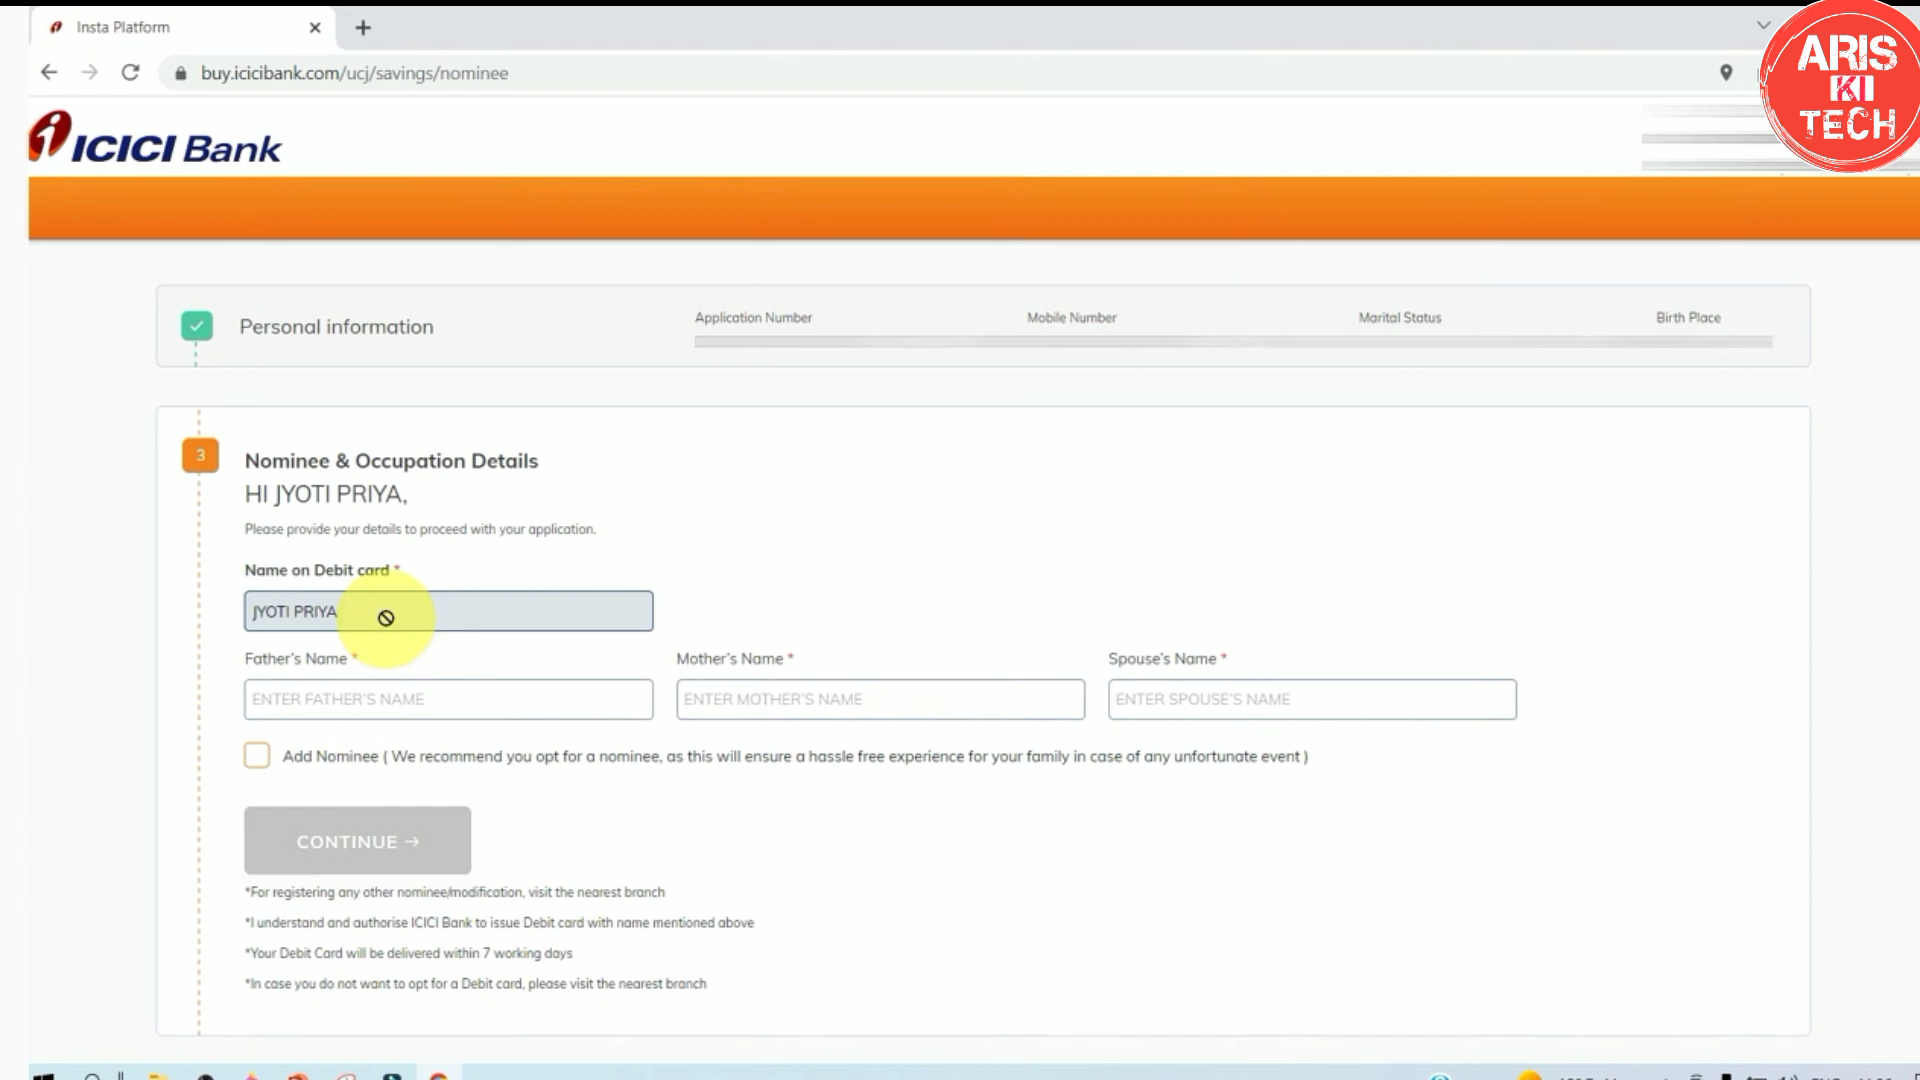 Insta Platform
buy.icicibank.com/ucj/savings/nominee
ARIS
KI
TECH
ICICI Bank
Personal information
Application Number
Mobile Number
Marital Status
Birth Place
3
Nominee & Occupation Details
HI JYOTI PRIYA,
Please provide your details to proceed with your application.
Name on Debit card *
JYOTI PRIYA
Father's Name * Mother's Name * Spouse's Name *
ENTER FATHER'S NAME ENTER MOTHER'S NAME ENTER SPOUSE'S NAME
Add Nominee ( We recommend you opt for a nominee, as this will ensure a hassle free experience for your family in case of any unfortunate event )
CONTINUE →
*For registering any other nominee/modification, visit the nearest branch
*I understand and authorise ICICI Bank to issue Debit card with name mentioned above
*Your Debit Card will be delivered within 7 working days
*In case you do not want to opt for a Debit card, please visit the nearest branch